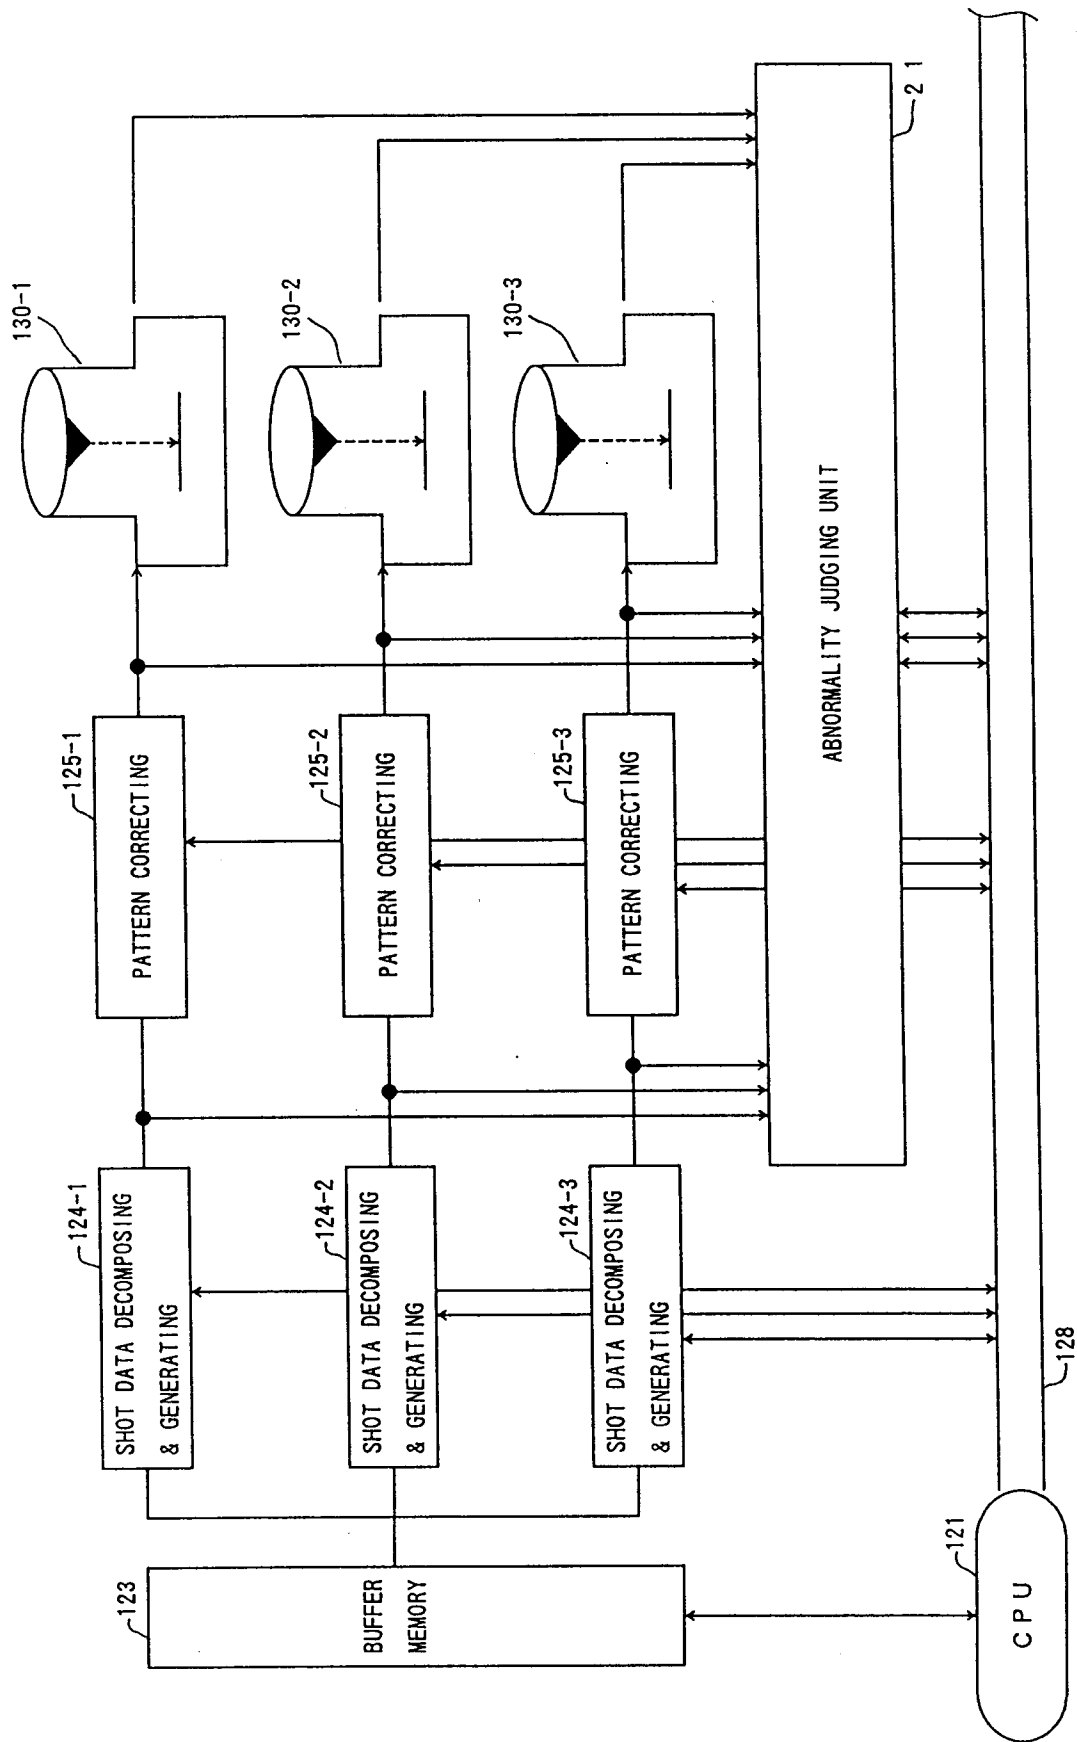 123
BUFFER
MEMORY
124-1
SHOT DATA DECOMPOSING
& GENERATING
124-2
SHOT DATA DECOMPOSING
& GENERATING
124-3
SHOT DATA DECOMPOSING
& GENERATING
125-1
PATTERN CORRECTING
125-2
PATTERN CORRECTING
125-3
PATTERN CORRECTING
130-1
130-2
130-3
ABNORMALITY JUDGING UNIT
21
121
CPU
128